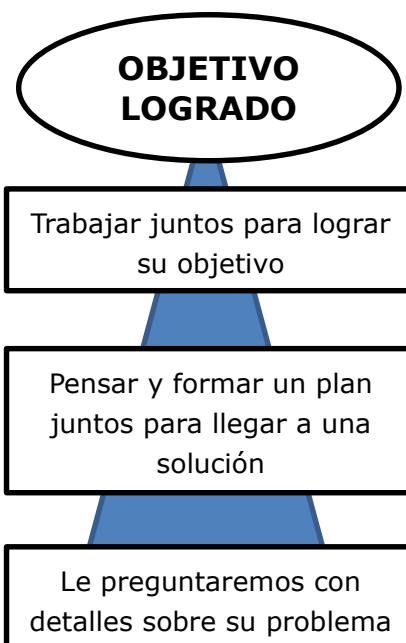 OBJETIVO
LOGRADO
Trabajar juntos para lograr
su objetivo
Pensar y formar un plan
juntos para llegar a una
solución
Le preguntaremos con
detalles sobre su problema